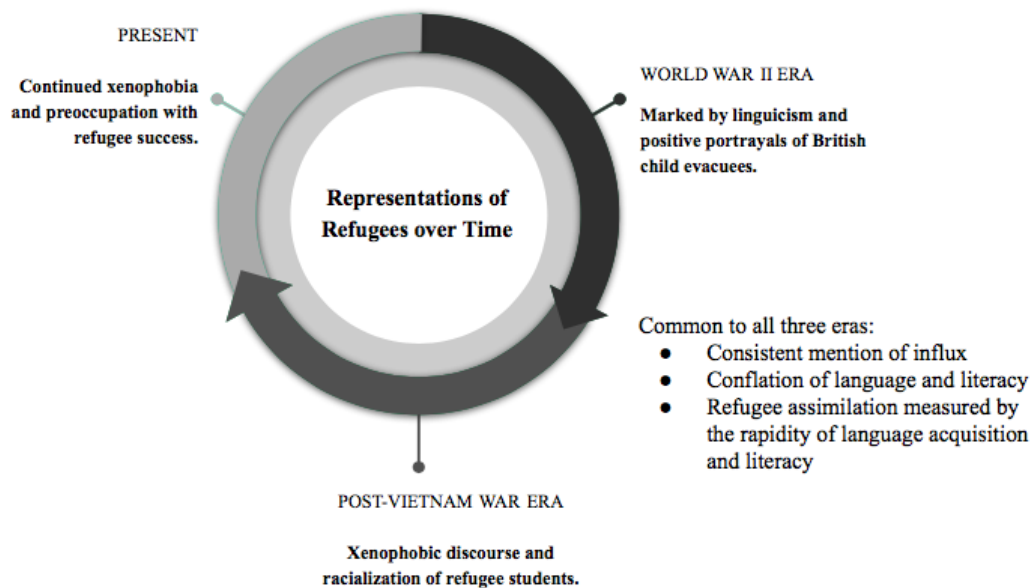 PRESENT
Continued xenophobia
and preoccupation with
refugee success.
WORLD WAR II ERA
Marked by linguicism and
positive portrayals of British
child evacuees.
Representations of
Refugees over Time
Common to all three eras:
● Consistent mention of influx
● Conflation of language and literacy
● Refugee assimilation measured by
the rapidity of language acquisition
and literacy
POST-VIETNAM WAR ERA
Xenophobic discourse and
racialization of refugee students.